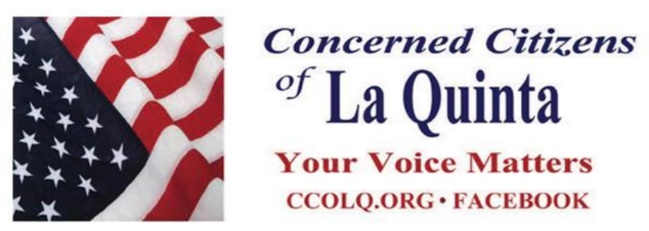 Concerned Citizens
of La Quinta
Your Voice Matters
CCOLQ.ORG • FACEBOOK